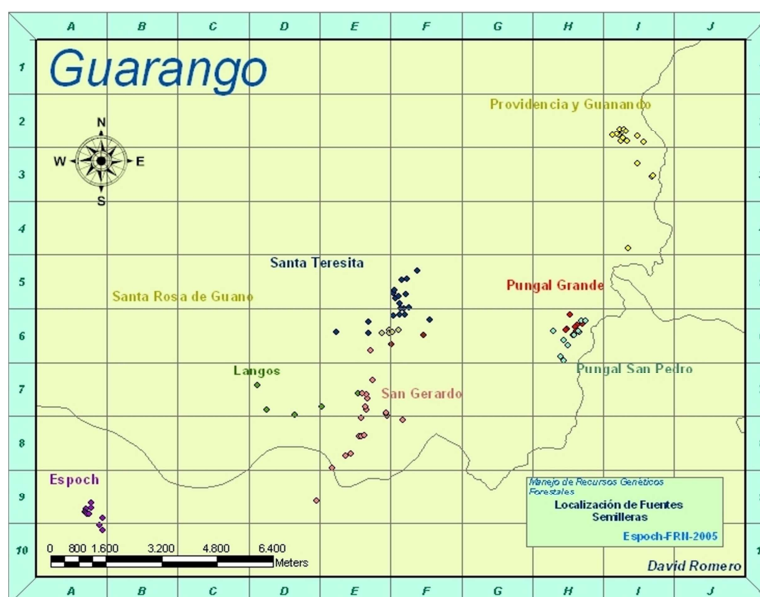 A B C D E F G H I J
Guarango
1
Providencia y Guanando
2
N
W E
S
3
4
Santa Teresita
5
Pungal Grande
Santa Rosa de Guano
6
Langos
Pungal San Pedro
7
San Gerardo
8
Espoch
9
Manejo de Recursos Genéticos
Forestales
Localización de Fuentes
Semilleras
Espoch-FRN-2005
10
0 800 1.600 3.200 4.800 6.400
Meters
David Romero
A B C D E F G H I J